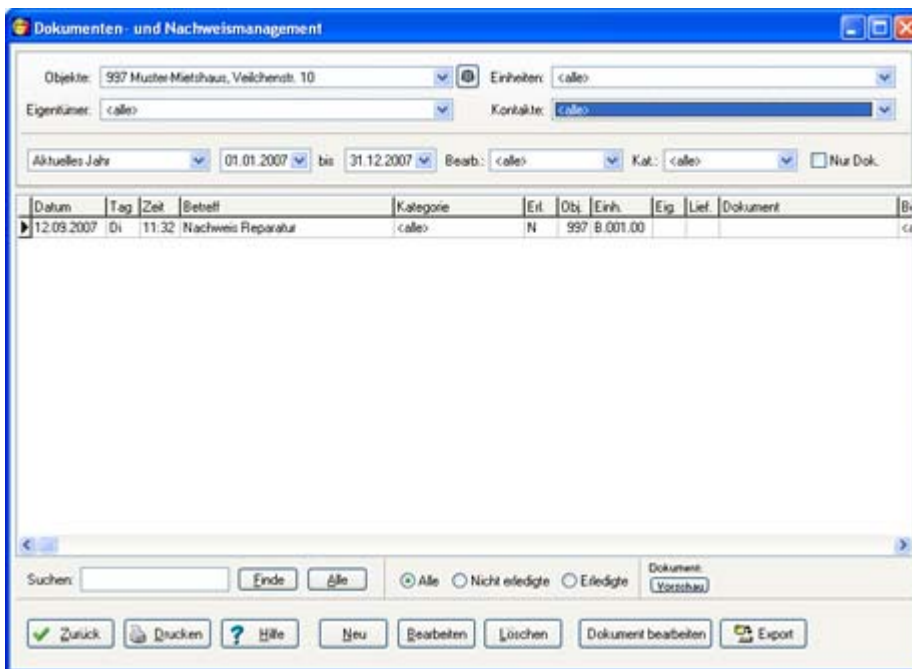 Dokumenten- und Nachweismanagement
Objekte: 997 Muster-Mietshaus, Veilchenstr. 10 Einheiten: <alle>
Eigentümer: <alle> Kontakte: <alle>
Aktuelles Jahr 01.01.2007 bis 31.12.2007 Bearb.: <alle> Kat.: <alle> Nur Dok.
Datum Tag Zeit Betreff Kategorie Erl. Obj. Einh. Eig. Lief. Dokument
12.09.2007 Di 11:32 Nachweis Reparatur <alle> N 997 B.001.00
Dokument:
Suchen: Finde Alle Alle Nicht erledigte Erledigte Vorschau
Zurück Drucken Hilfe Neu Bearbeiten Löschen Dokument bearbeiten Export